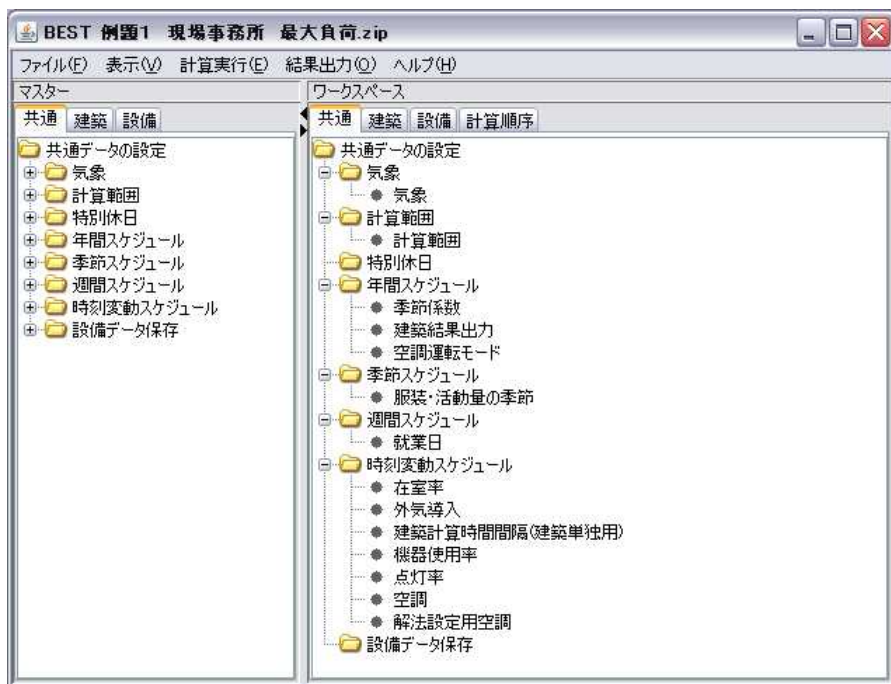 BEST 例題1 現場事務所 最大負荷.zip
ファイル(F) 表示(V) 計算実行(E) 結果出力(O) ヘルプ(H)
マスター
共通 建築 設備
共通データの設定
気象
計算範囲
特別休日
年間スケジュール
季節スケジュール
週間スケジュール
時刻変動スケジュール
設備データ保存
ワークスペース
共通 建築 設備 計算順序
共通データの設定
気象
気象
計算範囲
計算範囲
特別休日
年間スケジュール
季節係数
建築結果出力
空調運転モード
季節スケジュール
服装・活動量の季節
週間スケジュール
就業日
時刻変動スケジュール
在室率
外気導入
建築計算時間間隔(建築単独用)
機器使用率
点灯率
空調
解法設定用空調
設備データ保存